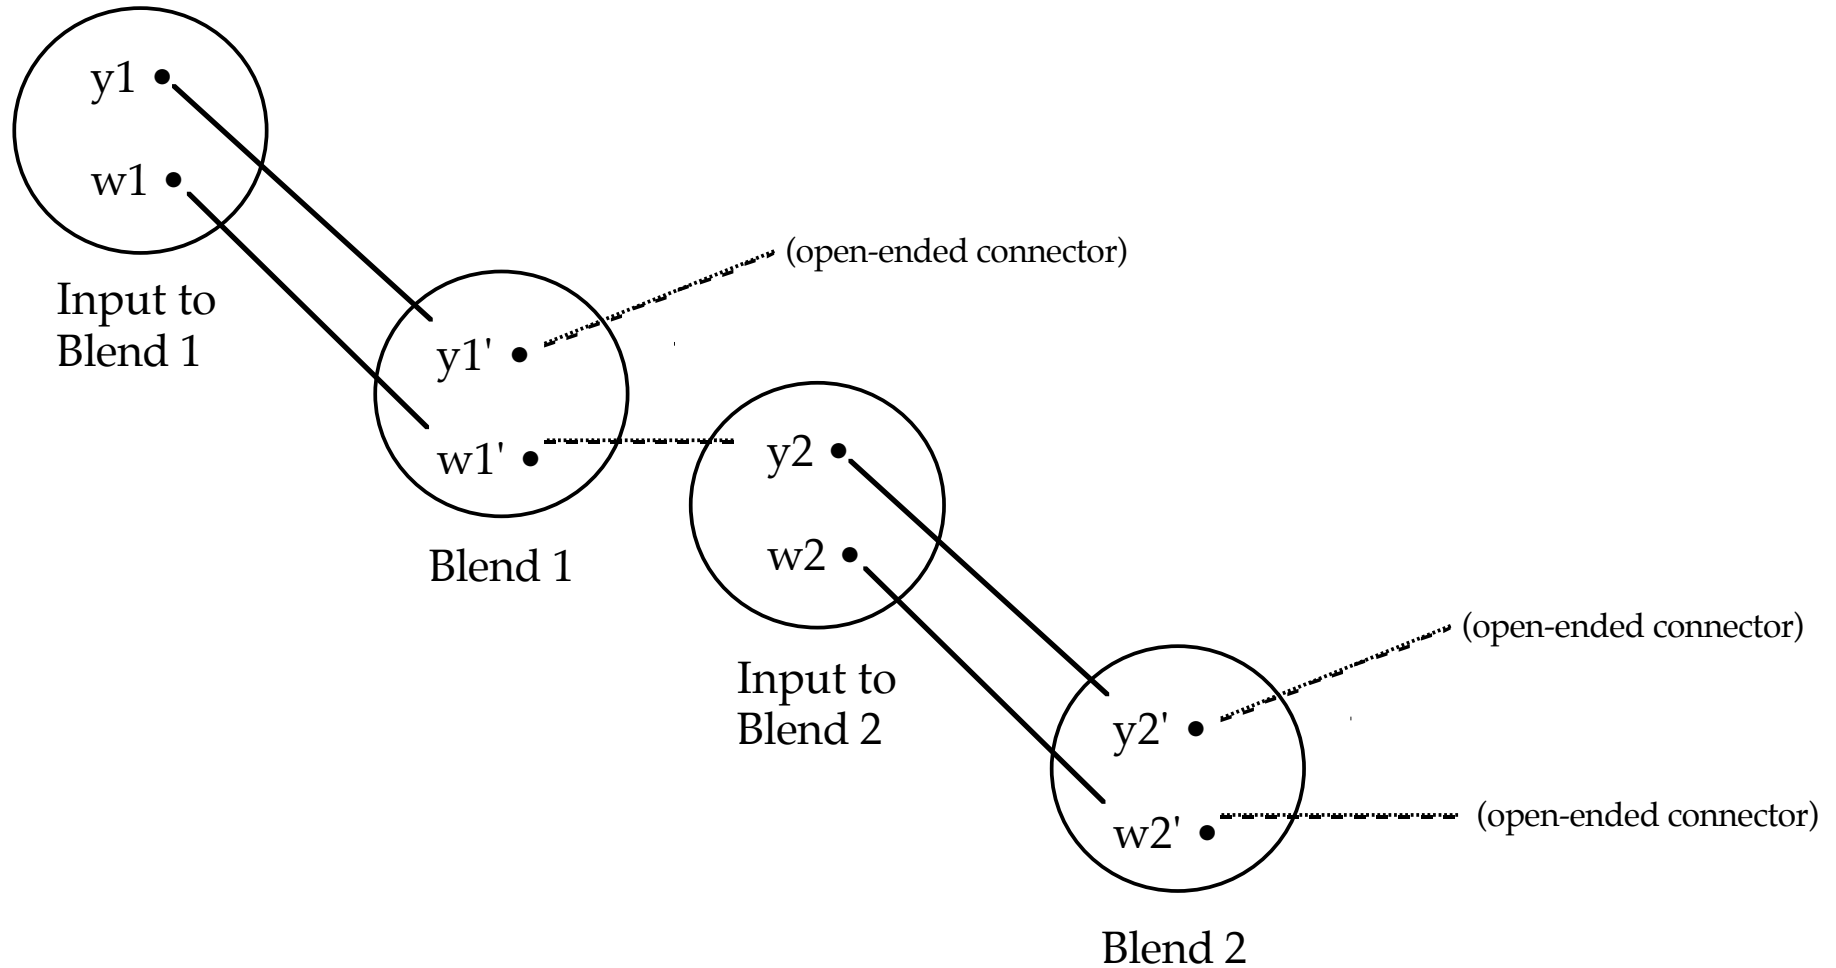 y1
w1
Input to
Blend 1
(open-ended connector)
y1'
w1'
Blend 1
y2
w2
Input to
Blend 2
(open-ended connector)
y2'
(open-ended connector)
w2'
Blend 2